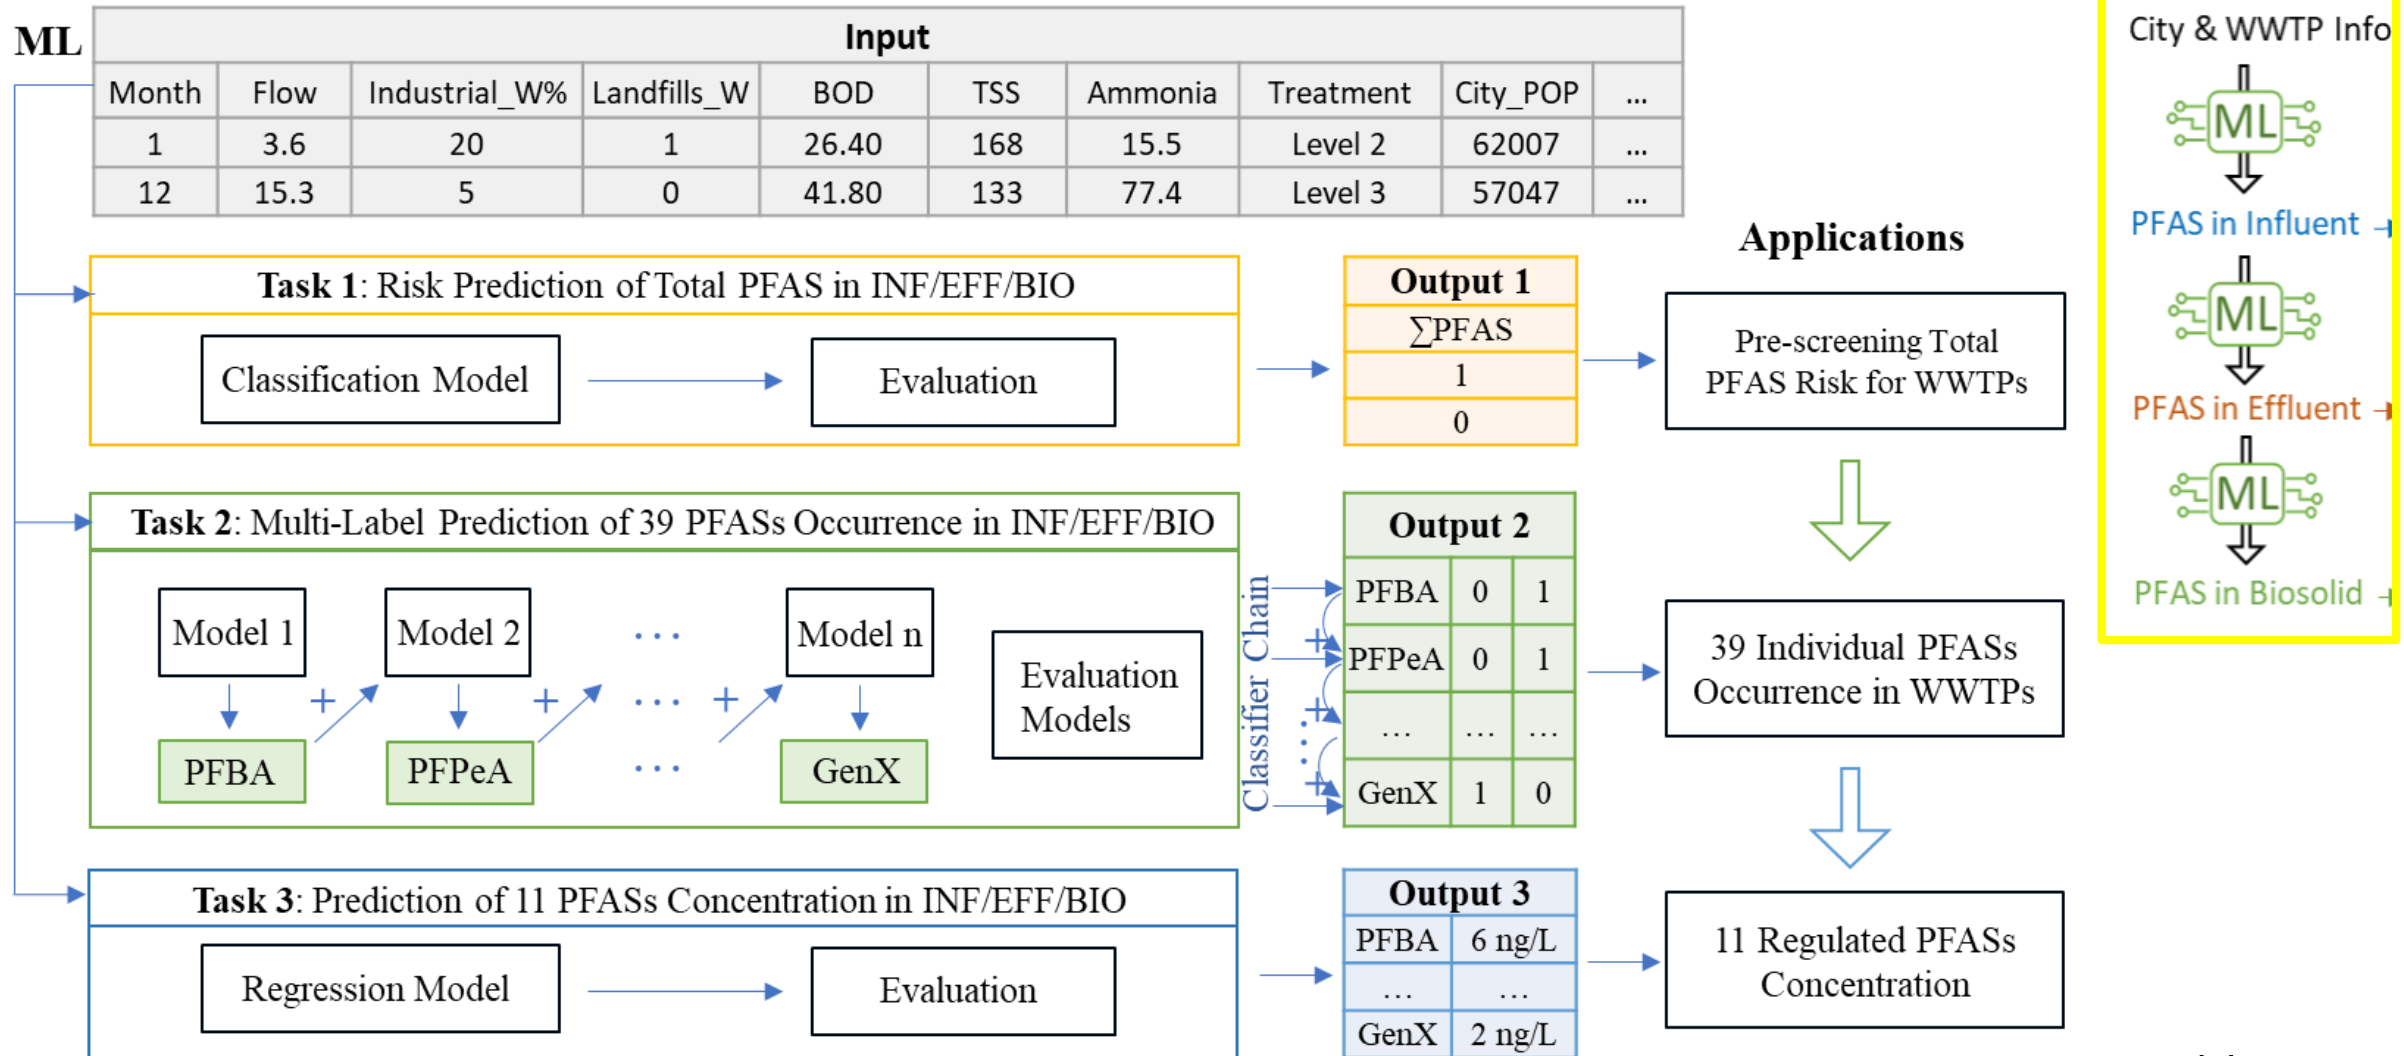 ML
Input
Month Flow Industrial_W% Landfills_W BOD TSS Ammonia Treatment City_POP ...
1 3.6 20 1 26.40 168 15.5 Level 2 62007 ...
12 15.3 5 0 41.80 133 77.4 Level 3 57047 ...
Task 1: Risk Prediction of Total PFAS in INF/EFF/BIO
Classification Model
Evaluation
Output 1
∑PFAS
1
0
Applications
Pre-screening Total
PFAS Risk for WWTPs
Task 2: Multi-Label Prediction of 39 PFASs Occurrence in INF/EFF/BIO
Model 1 Model 2 ... Model n
+ + ... +
PFBA PFPeA ... GenX
Evaluation
Models
Classifier Chain
+
+
+
Output 2
PFBA 0 1
PFPeA 0 1
... ... ...
GenX 1 0
39 Individual PFASs
Occurrence in WWTPs
Task 3: Prediction of 11 PFASs Concentration in INF/EFF/BIO
Regression Model
Evaluation
Output 3
PFBA 6 ng/L
... ...
GenX 2 ng/L
11 Regulated PFASs
Concentration
City & WWTP Info
ML
PFAS in Influent
ML
PFAS in Effluent
ML
PFAS in Biosolid